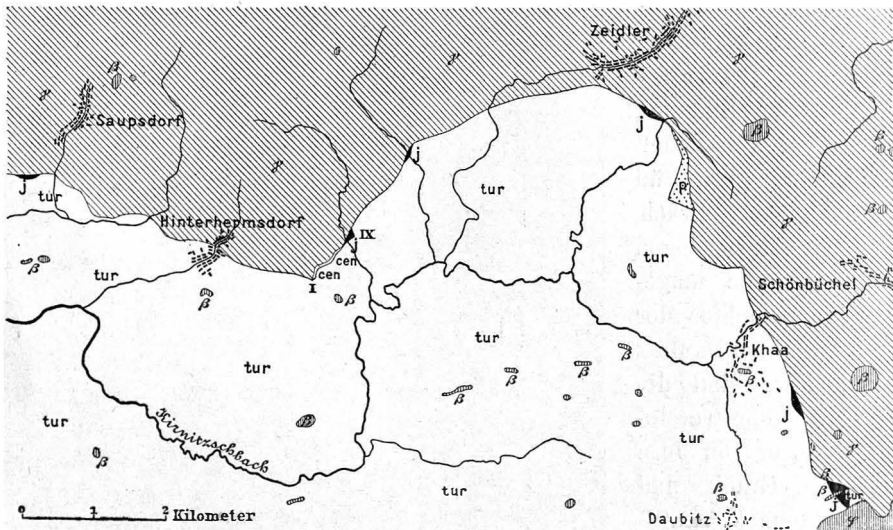 Zeidler
β
γ
β
γ
Saupsdorf
γ
β
j
j
j
tur
tur
p
β
γ
Hinterhermsdorf
IX
j
cen
cen
I
tur
β
tur
β
β
β
Schönbüchel
tur
tur
β
β
β
β
Khaa
β
β
tur
β
j
γ
tur
Kirnitzschbach
β
tur
β
tur
β
β
tur
j
0 1 2 Kilometer
Daubitz
γ